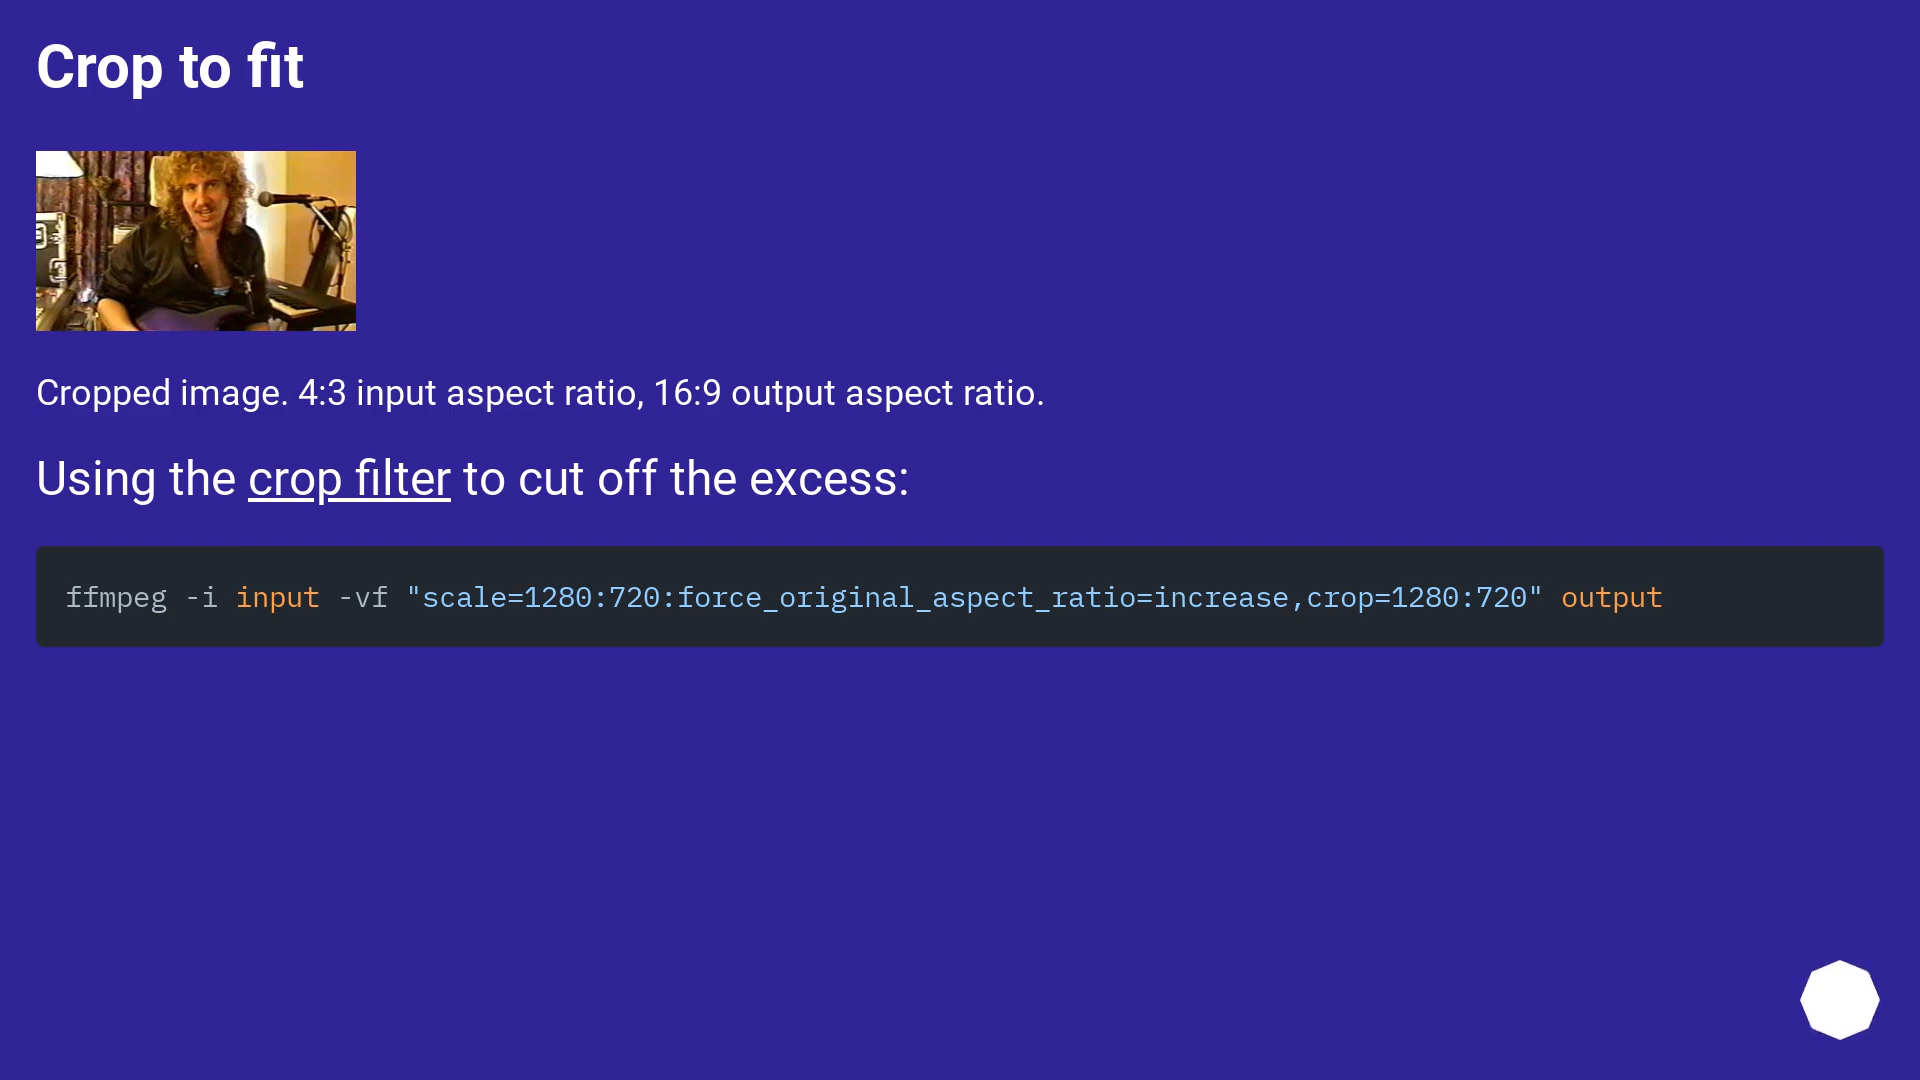 Crop to fit
Cropped image. 4:3 input aspect ratio, 16:9 output aspect ratio.
Using the crop filter to cut off the excess:
ffmpeg -i input -vf "scale=1280:720:force_original_aspect_ratio=increase,crop=1280:720" output